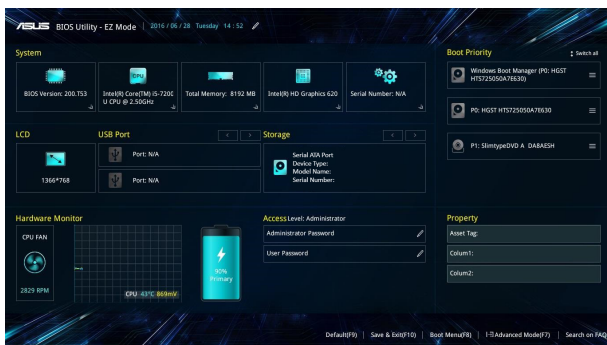 ASUS BIOS Utility - EZ Mode
2016 / 06 / 28 Tuesday 14 : 52
System
BIOS Version: 200.T53
CPU
Intel(R) Core(TM) i5-7200
U CPU @ 2.50GHz
Total Memory: 8192 MB
Intel(R) HD Graphics 620
Serial Number: N/A
Boot Priority
Switch all
Windows Boot Manager (P0: HGST
HTS725050A7E630)
P0: HGST HTS725050A7E630
P1: SlimtypeDVD A DA8AESH
LCD
1366*768
USB Port
< >
Port: N/A
Port: N/A
Storage
< >
Serial ATA Port
Device Type:
Model Name:
Serial Number:
Hardware Monitor
CPU FAN
2829 RPM
CPU 43°C 869mV
90%
Primary
Access Level: Administrator
Administrator Password
User Password
Property
Asset Tag:
Colum1:
Colum2:
Default(F9) | Save & Exit(F10) | Boot Menu(F8) | Advanced Mode(F7) | Search on FAQ